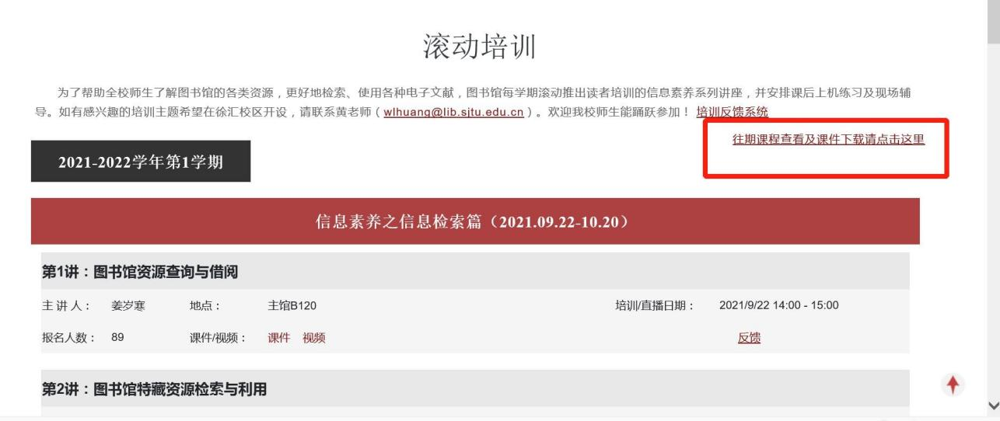 滚动培训
为了帮助全校师生了解图书馆的各类资源，更好地检索、使用各种电子文献，图书馆每学期滚动推出读者培训的信息素养系列讲座，并安排课后上机练习及现场辅
导。如有感兴趣的培训主题希望在徐汇校区开设，请联系黄老师（wlhuang@lib.sjtu.edu.cn）。欢迎我校师生能踊跃参加！ 培训反馈系统
往期课程查看及课件下载请点击这里
2021-2022学年第1学期
信息素养之信息检索篇（2021.09.22-10.20）
第1讲：图书馆资源查询与借阅
主 讲 人： 姜岁寒 地点： 主馆B120 培训/直播日期： 2021/9/22 14:00 - 15:00
报名人数： 89 课件/视频： 课件 视频 反馈
第2讲：图书馆特藏资源检索与利用